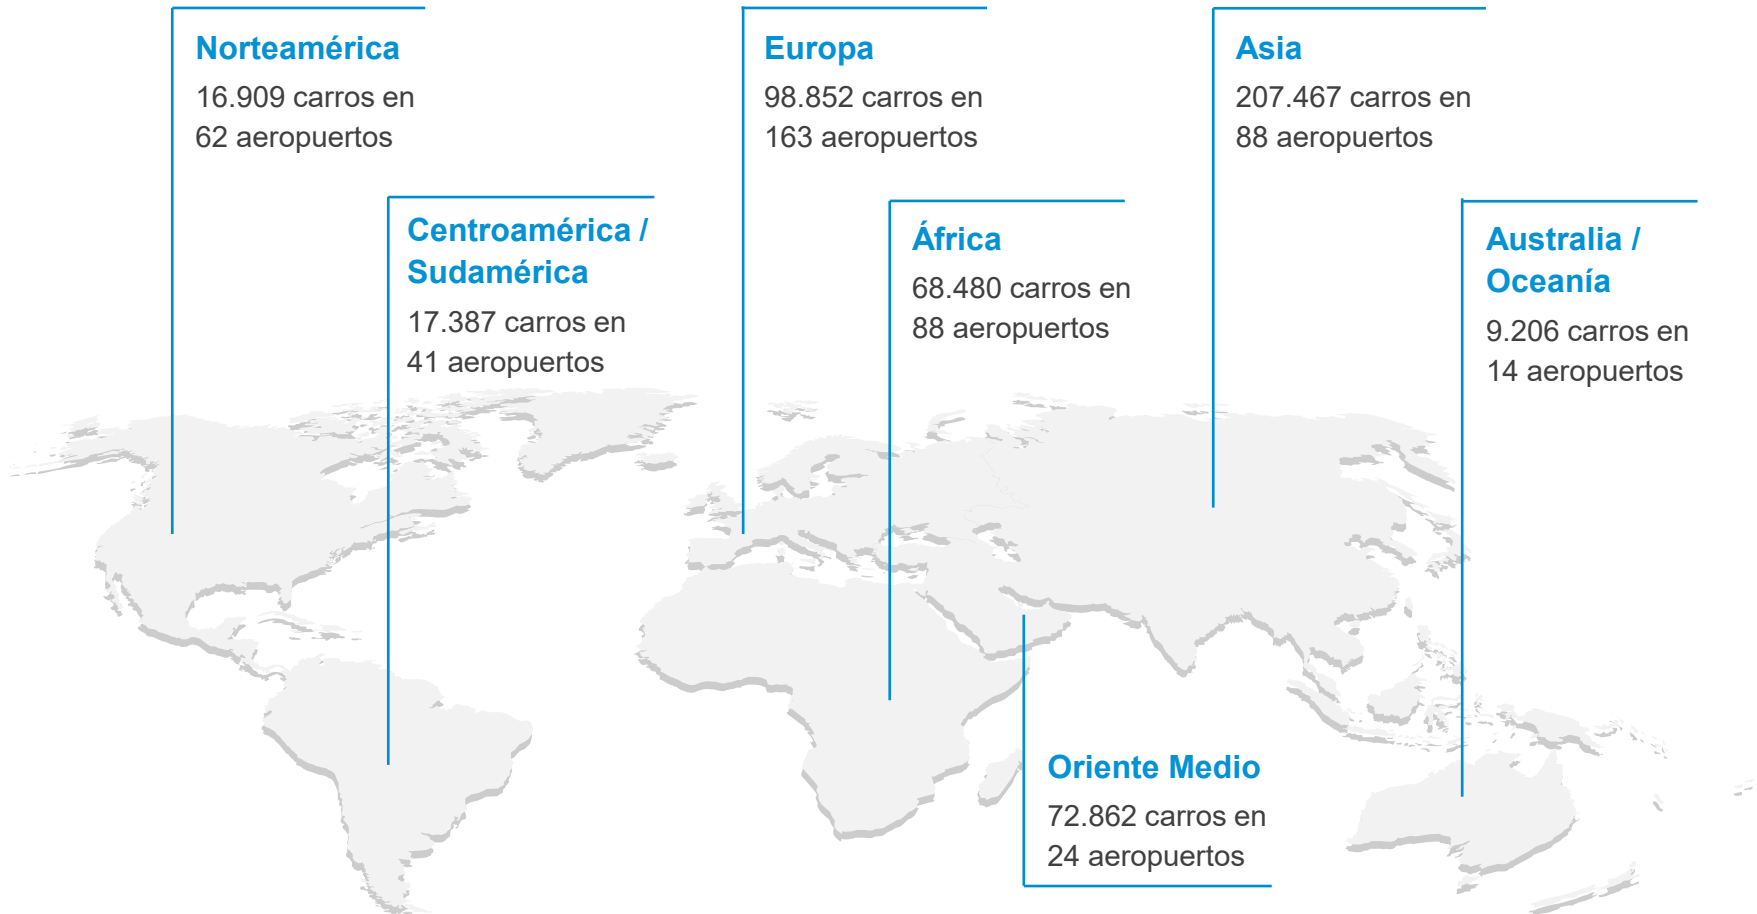 Norteamérica
16.909 carros en
62 aeropuertos
Europa
98.852 carros en
163 aeropuertos
Asia
207.467 carros en
88 aeropuertos
Centroamérica /
Sudamérica
17.387 carros en
41 aeropuertos
África
68.480 carros en
88 aeropuertos
Australia /
Oceanía
9.206 carros en
14 aeropuertos
Oriente Medio
72.862 carros en
24 aeropuertos